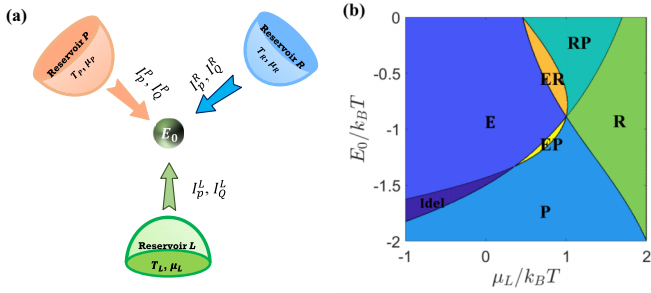 (a)
Reservoir P
T_P, μ_P
I_p^P, I_Q^P
I_p^R, I_Q^R
Reservoir R
T_R, μ_R
E_0
I_p^L, I_Q^L
Reservoir L
T_L, μ_L
(b)
E_0/k_BT
0
-0.5
-1
-1.5
-2
RP
ER
E
R
EP
Idel
P
-1
0
1
2
μ_L/k_BT